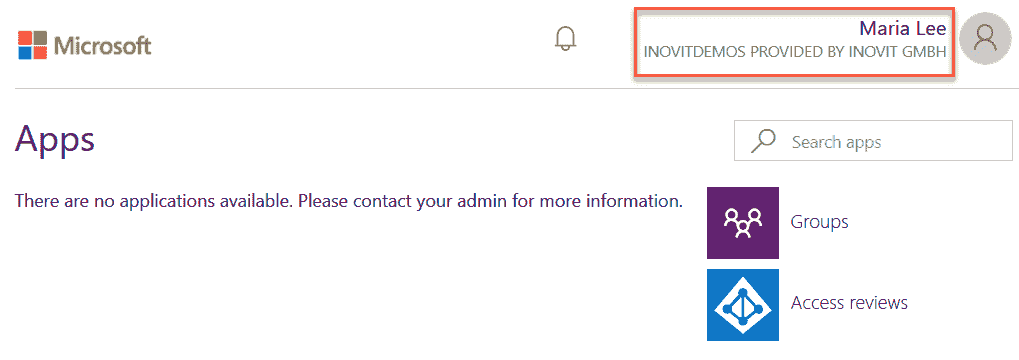 Microsoft
Maria Lee
INOVITDEMOS PROVIDED BY INOVIT GMBH
Apps
Search apps
There are no applications available. Please contact your admin for more information.
Groups
Access reviews